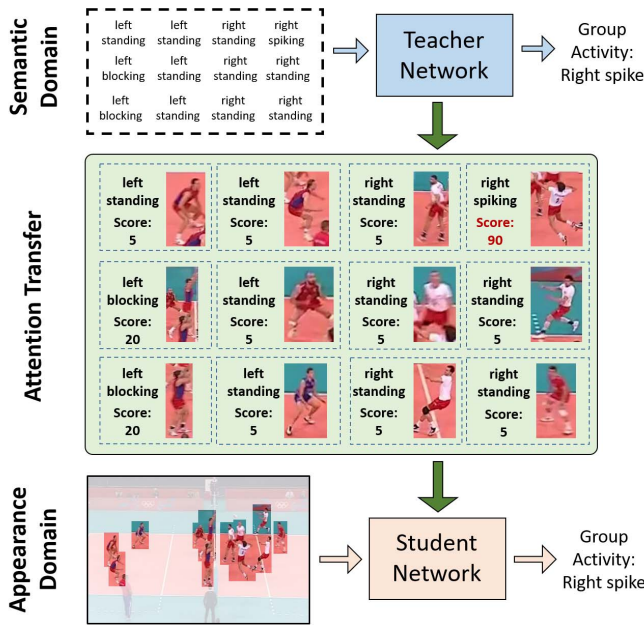 Semantic
Domain
left
standing
left
standing
right
standing
right
spiking
left
blocking
left
standing
right
standing
right
standing
left
blocking
left
standing
right
standing
right
standing
Teacher
Network
Group
Activity:
Right spike
Attention Transfer
left
standing
Score:
5
left
standing
Score:
5
right
standing
Score:
5
right
spiking
Score:
90
left
blocking
Score:
20
left
standing
Score:
5
right
standing
Score:
5
right
standing
Score:
5
left
blocking
Score:
20
left
standing
Score:
5
right
standing
Score:
5
right
standing
Score:
5
Appearance
Domain
Student
Network
Group
Activity:
Right spike